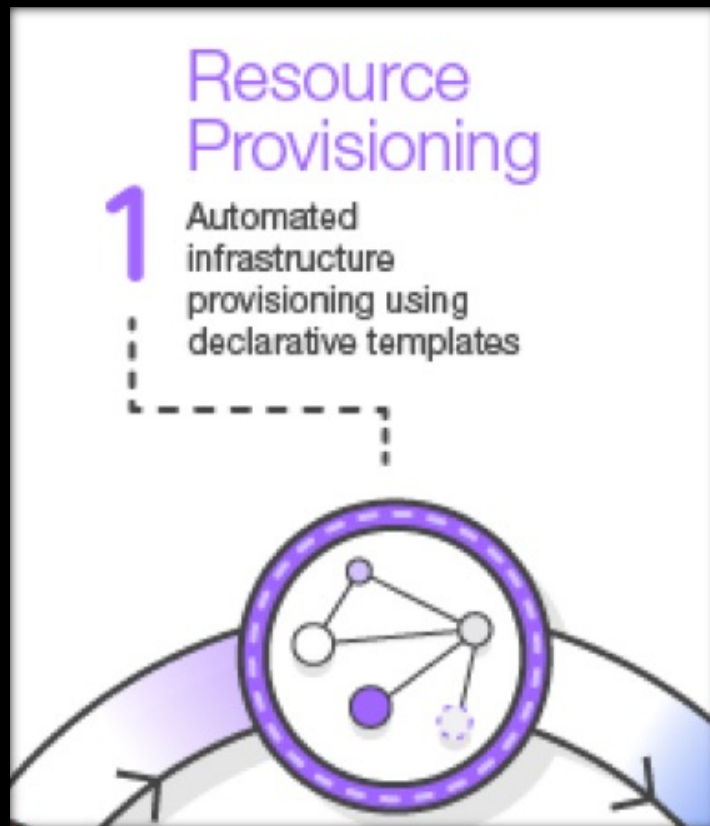 Resource
Provisioning
1
Automated
infrastructure
provisioning using
declarative templates